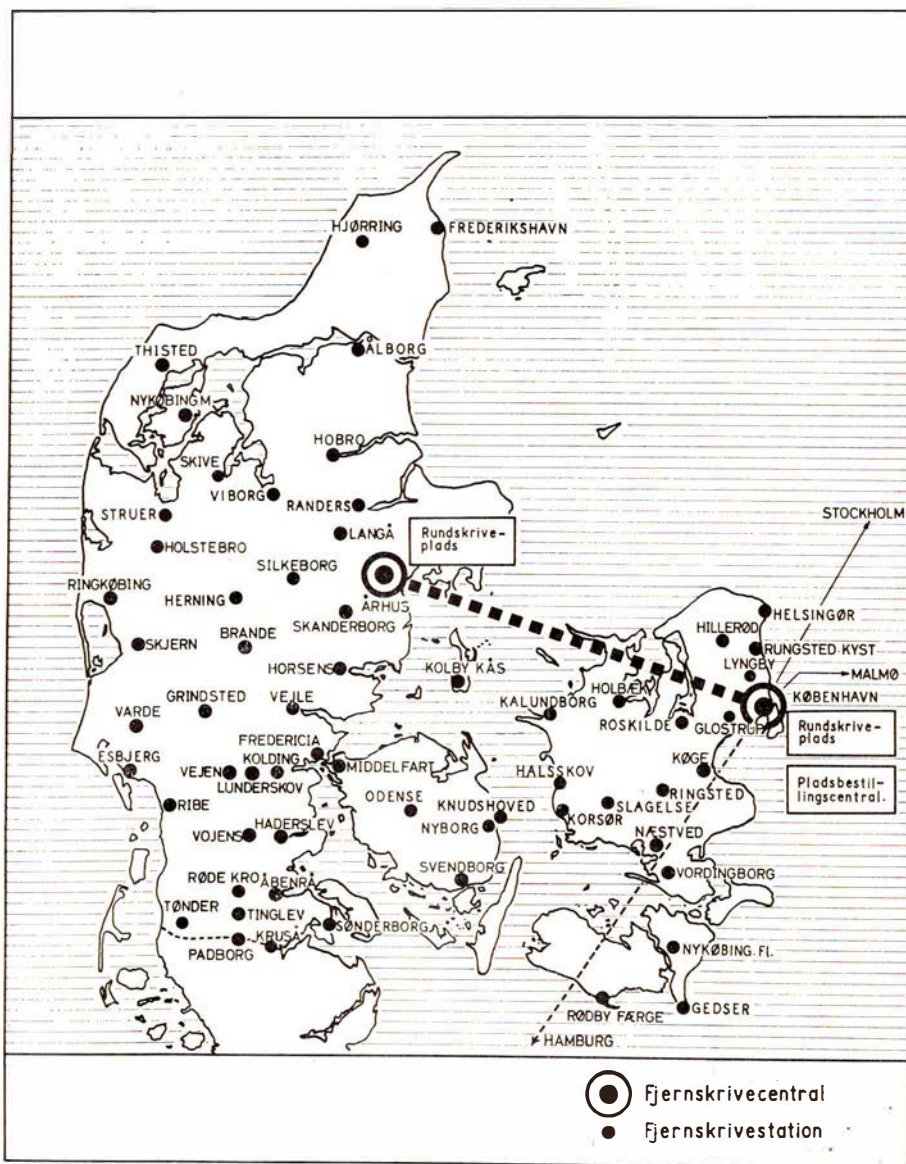 HJØRRING
FREDERIKSHAVN
THISTED
ÅLBORG
NYKØBING M.
HOBRO
SKIVE
VIBORG
RANDERS
STRUER
LANGÅ
Rundskrive-
plads
STOCKHOLM
HOLSTEBRO
SILKEBORG
RINGKØBING
HERNING
ÅRHUS
SKANDERBORG
HELSINGØR
HILLERØD
SKJERN
BRANDE
RUNGSTED KYST
LYNGBY
HORSENS
KOLBY KÅS
MALMØ
GRINDSTED
VEJLE
HOLBÆK
KALUNDBORG
KØBENHAVN
VARDE
ROSKILDE
GLOSTRUP
Rundskrive-
plads
FREDERICIA
ESBJERG
KOLDING
MIDDELFART
KØGE
VEJEN
LUNDERSKOV
HALSSKOV
Pladsbestil-
lingscentral.
RIBE
ODENSE
KNUDSHOVED
RINGSTED
SLAGELSE
KORSØR
VOJENS
HADERSLEV
NYBORG
NÆSTVED
SVENDBORG
VORDINGBORG
RØDE KRO
ÅBENRÅ
TØNDER
TINGLEV
SØNDERBORG
KRUSÅ
PADBORG
NYKØBING Fl.
RØDBY FÆRGE
GEDSER
HAMBURG
Fjernskrivecentral
Fjernskrivestation